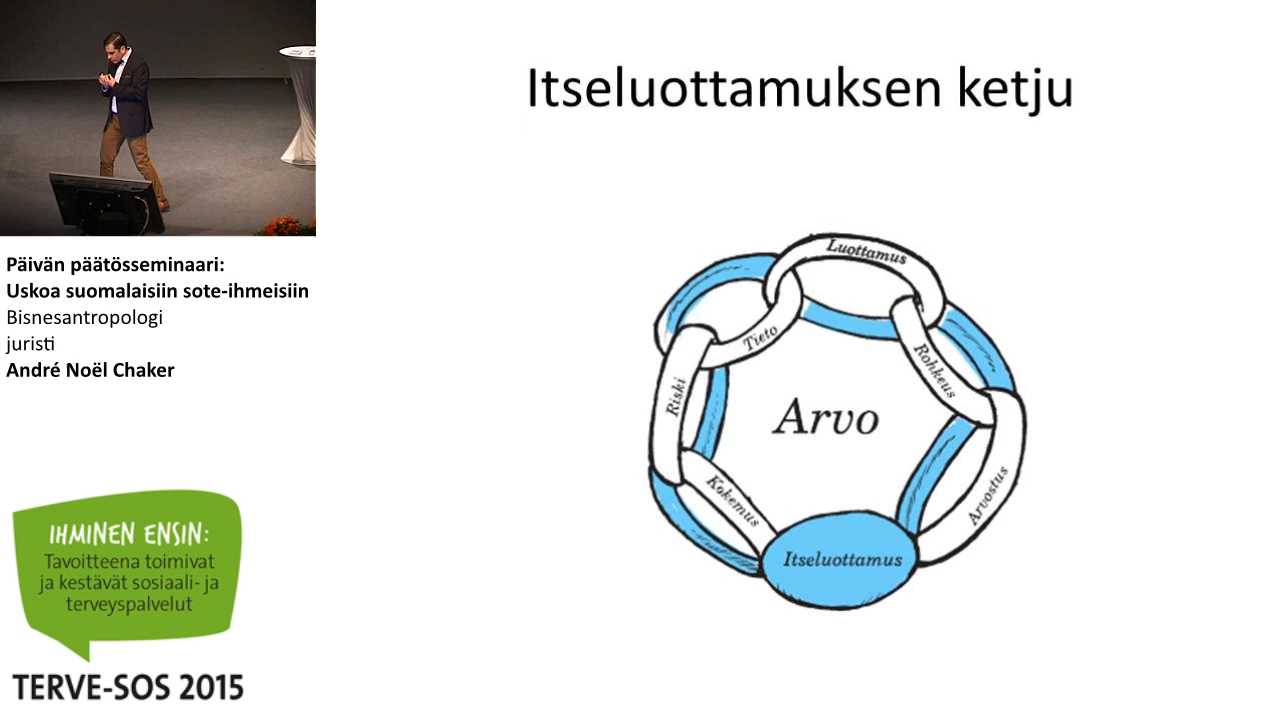 Itseluottamuksen ketju
Luottamus
Tieto
Rohkeus
Riski
Arvo
Arvostus
Kokemus
Itseluottamus
Päivän päätösseminaari:
Uskoa suomalaisiin sote-ihmeisiin
Bisnesantropologi
juristi
André Noël Chaker
IHMINEN ENSIN:
Tavoitteena toimivat
ja kestävät sosiaali- ja
terveyspalvelut
TERVE-SOS 2015